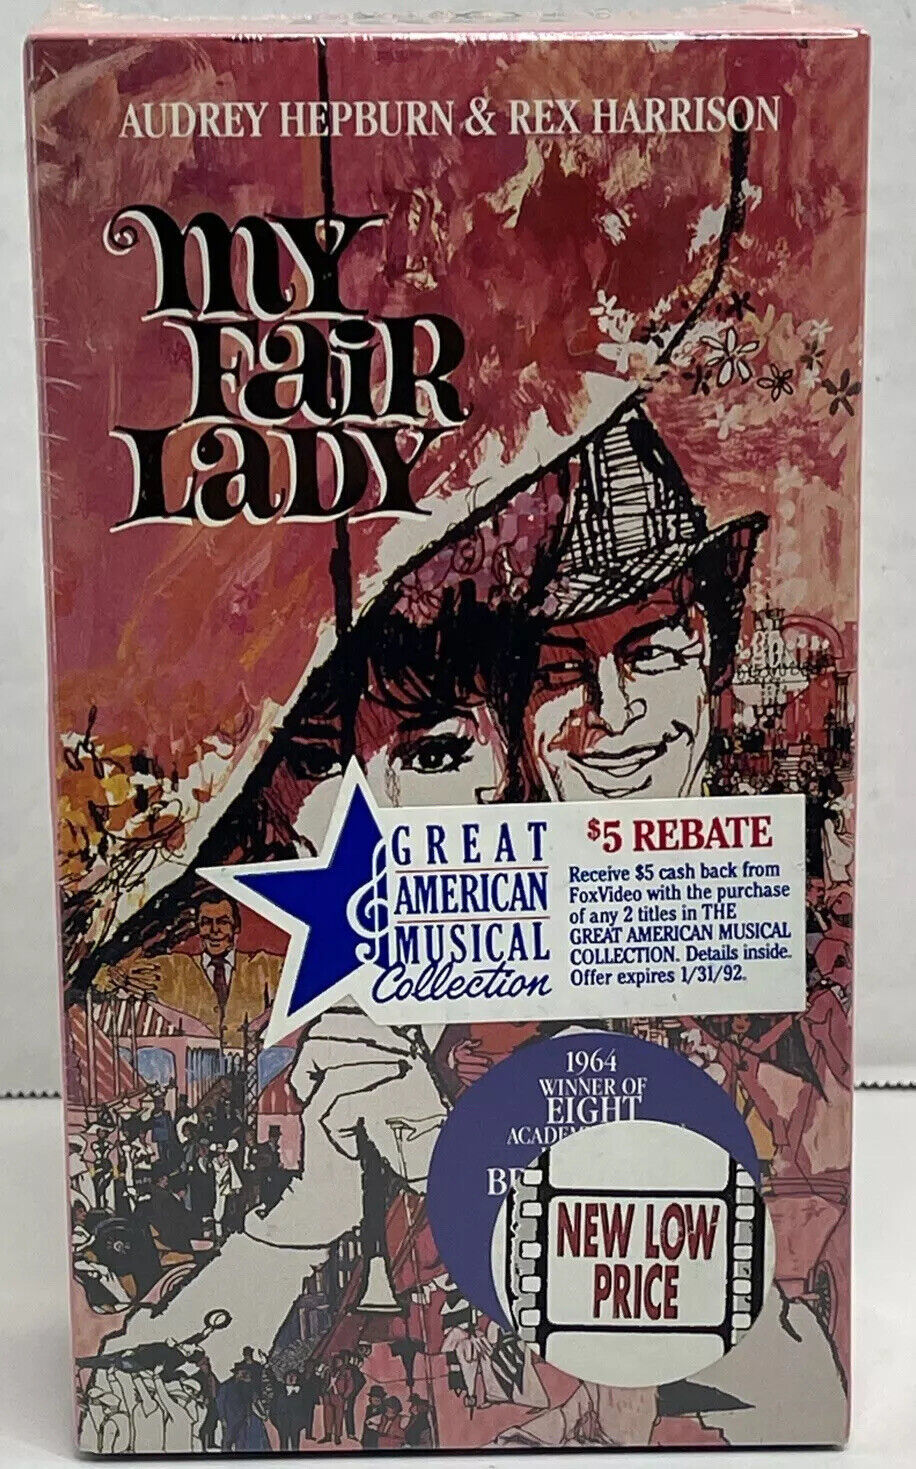 AUDREY HEPBURN & REX HARRISON
MY
FAIR
LADY
GREAT
AMERICAN
MUSICAL
Collection
$5 REBATE
Receive $5 cash back from
FoxVideo with the purchase
of any 2 titles in THE
GREAT AMERICAN MUSICAL
COLLECTION. Details inside.
Offer expires 1/31/92.
1964
WINNER OF
EIGHT
NEW LOW
PRICE